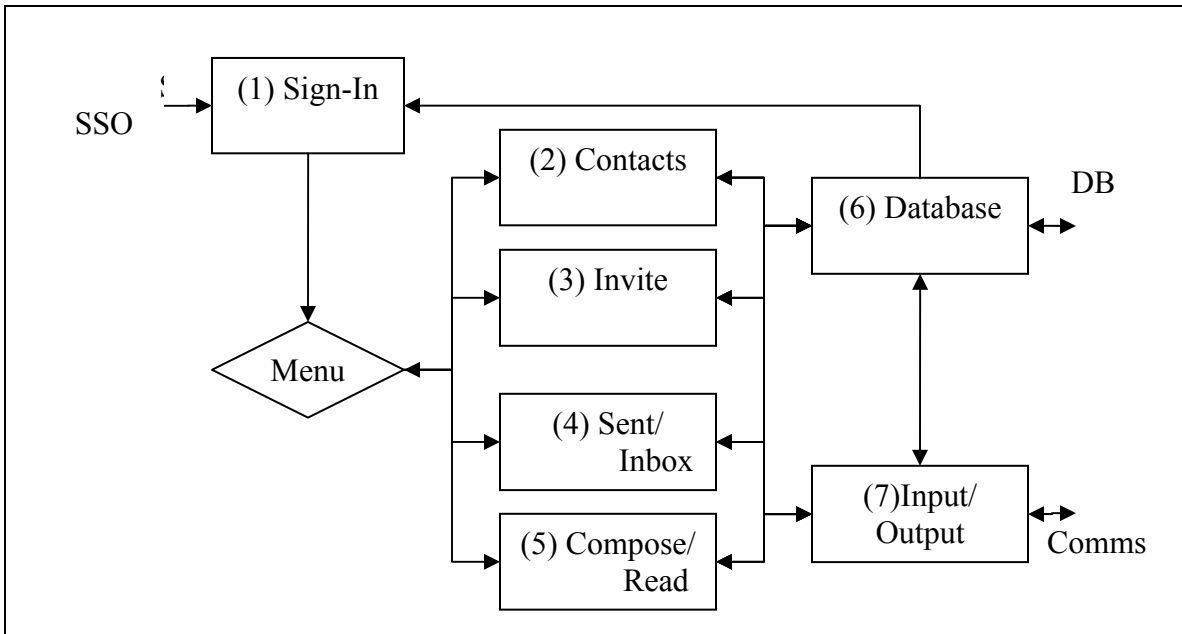 (1) Sign-In
SSO
(2) Contacts
DB
(6) Database
(3) Invite
Menu
(4) Sent/
Inbox
(7)Input/
Output
(5) Compose/
Read
Comms